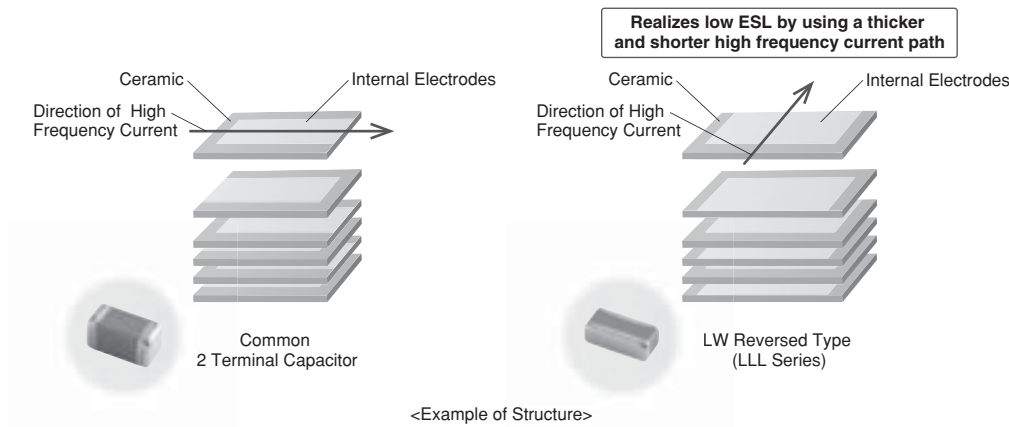 Realizes low ESL by using a thicker
and shorter high frequency current path
Ceramic
Internal Electrodes
Direction of High
Frequency Current
Ceramic
Internal Electrodes
Direction of High
Frequency Current
Common
2 Terminal Capacitor
LW Reversed Type
(LLL Series)
<Example of Structure>